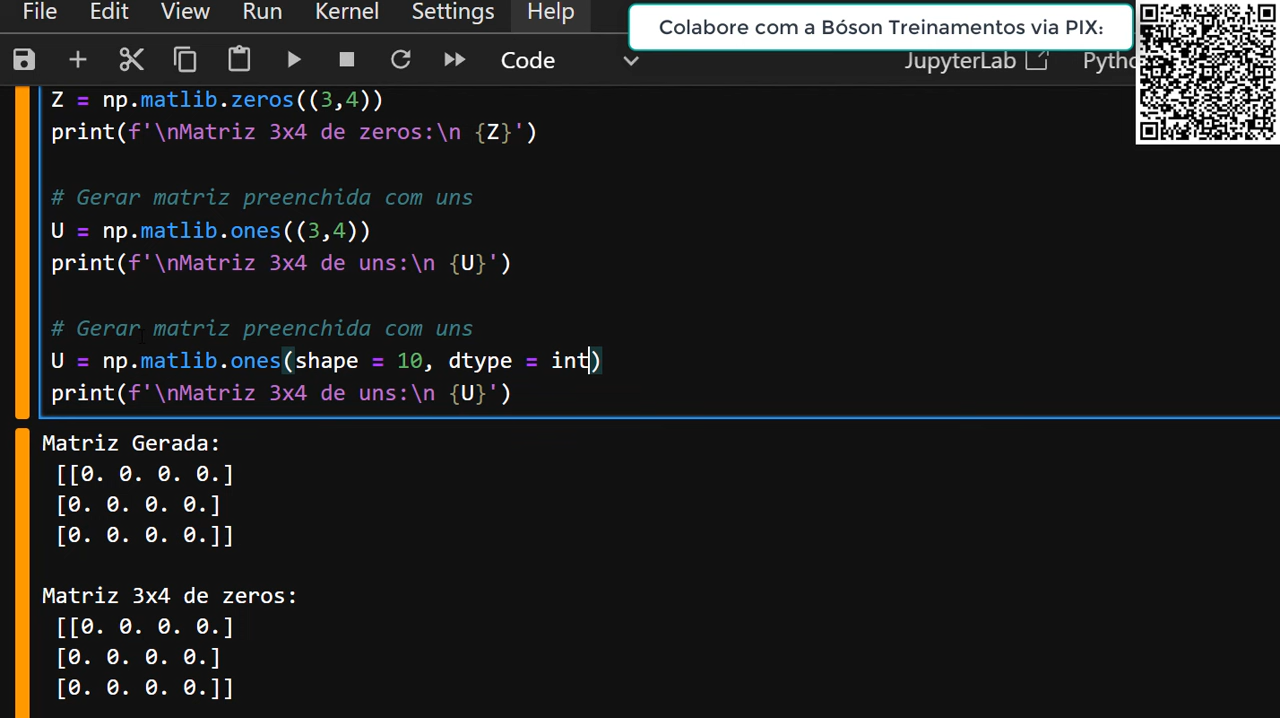 File Edit View Run Kernel Settings Help
Colabore com a Bóson Treinamentos via PIX:
Code JupyterLab Pytho
Z = np.matlib.zeros((3,4))
print(f'\nMatriz 3x4 de zeros:\n {Z}')
# Gerar matriz preenchida com uns
U = np.matlib.ones((3,4))
print(f'\nMatriz 3x4 de uns:\n {U}')
# Gerar matriz preenchida com uns
U = np.matlib.ones(shape = 10, dtype = int)
print(f'\nMatriz 3x4 de uns:\n {U}')
Matriz Gerada:
[[0. 0. 0. 0.]
[0. 0. 0. 0.]
[0. 0. 0. 0.]]
Matriz 3x4 de zeros:
[[0. 0. 0. 0.]
[0. 0. 0. 0.]
[0. 0. 0. 0.]]